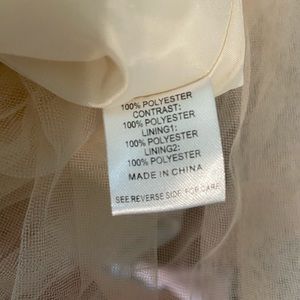 100% POLYESTER
CONTRAST:
100% POLYESTER
LINING1:
100% POLYESTER
LINING2:
100% POLYESTER
MADE IN CHINA
SEE REVERSE SIDE FOR CARE